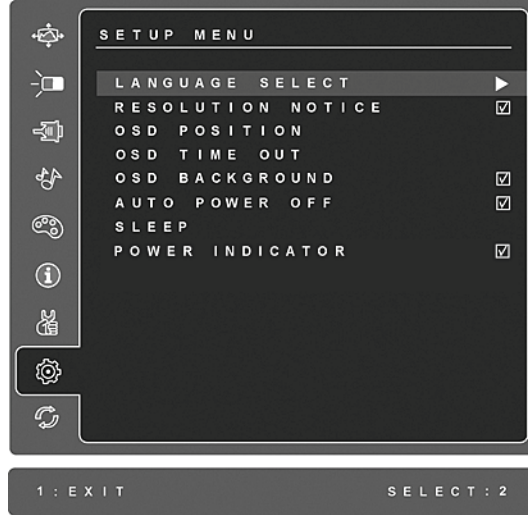 SETUP MENU
LANGUAGE SELECT
RESOLUTION NOTICE
OSD POSITION
OSD TIME OUT
OSD BACKGROUND
AUTO POWER OFF
SLEEP
POWER INDICATOR
1:EXIT SELECT:2